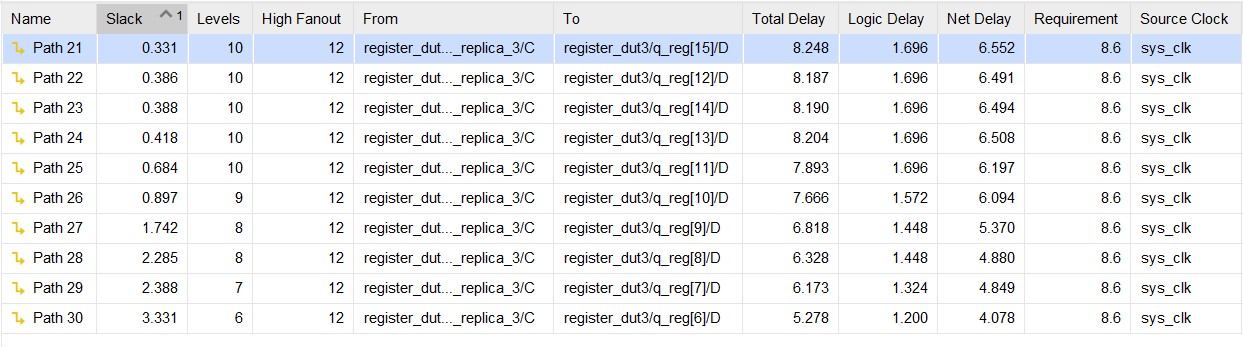 Name Slack 1 Levels High Fanout From To Total Delay Logic Delay Net Delay Requirement Source Clock
Path 21 0.331 10 12 register_dut..._replica_3/C register_dut3/q_reg[15]/D 8.248 1.696 6.552 8.6 sys_clk
Path 22 0.386 10 12 register_dut..._replica_3/C register_dut3/q_reg[12]/D 8.187 1.696 6.491 8.6 sys_clk
Path 23 0.388 10 12 register_dut..._replica_3/C register_dut3/q_reg[14]/D 8.190 1.696 6.494 8.6 sys_clk
Path 24 0.418 10 12 register_dut..._replica_3/C register_dut3/q_reg[13]/D 8.204 1.696 6.508 8.6 sys_clk
Path 25 0.684 10 12 register_dut..._replica_3/C register_dut3/q_reg[11]/D 7.893 1.696 6.197 8.6 sys_clk
Path 26 0.897 9 12 register_dut..._replica_3/C register_dut3/q_reg[10]/D 7.666 1.572 6.094 8.6 sys_clk
Path 27 1.742 8 12 register_dut..._replica_3/C register_dut3/q_reg[9]/D 6.818 1.448 5.370 8.6 sys_clk
Path 28 2.285 8 12 register_dut..._replica_3/C register_dut3/q_reg[8]/D 6.328 1.448 4.880 8.6 sys_clk
Path 29 2.388 7 12 register_dut..._replica_3/C register_dut3/q_reg[7]/D 6.173 1.324 4.849 8.6 sys_clk
Path 30 3.331 6 12 register_dut..._replica_3/C register_dut3/q_reg[6]/D 5.278 1.200 4.078 8.6 sys_clk